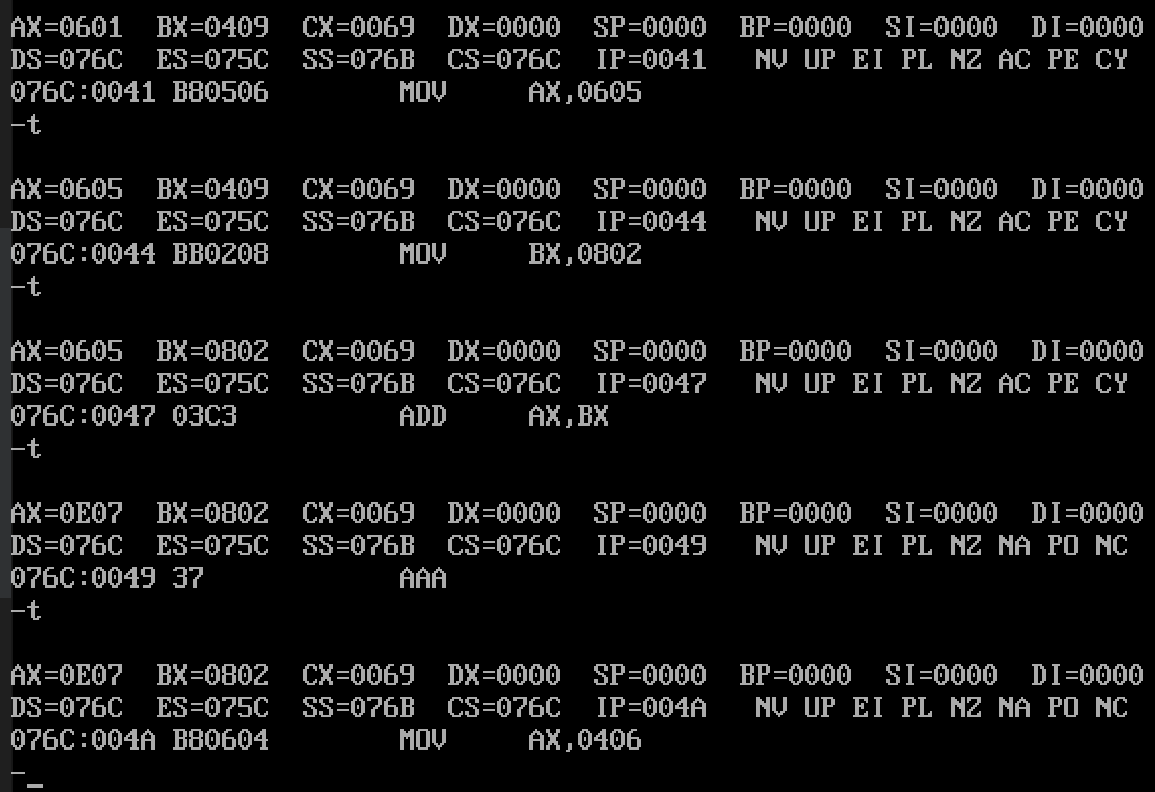 AX=0601  BX=0409  CX=0069  DX=0000  SP=0000  BP=0000  SI=0000  DI=0000
DS=076C  ES=075C  SS=076B  CS=076C  IP=0041   NV UP EI PL NZ AC PE CY
076C:0041 B80506        MOV     AX,0605
-t
AX=0605  BX=0409  CX=0069  DX=0000  SP=0000  BP=0000  SI=0000  DI=0000
DS=076C  ES=075C  SS=076B  CS=076C  IP=0044   NV UP EI PL NZ AC PE CY
076C:0044 BB0208        MOV     BX,0802
-t
AX=0605  BX=0802  CX=0069  DX=0000  SP=0000  BP=0000  SI=0000  DI=0000
DS=076C  ES=075C  SS=076B  CS=076C  IP=0047   NV UP EI PL NZ AC PE CY
076C:0047 03C3          ADD     AX,BX
-t
AX=0E07  BX=0802  CX=0069  DX=0000  SP=0000  BP=0000  SI=0000  DI=0000
DS=076C  ES=075C  SS=076B  CS=076C  IP=0049   NV UP EI PL NZ NA PO NC
076C:0049 37            AAA
-t
AX=0E07  BX=0802  CX=0069  DX=0000  SP=0000  BP=0000  SI=0000  DI=0000
DS=076C  ES=075C  SS=076B  CS=076C  IP=004A   NV UP EI PL NZ NA PO NC
076C:004A B80604        MOV     AX,0406
-_